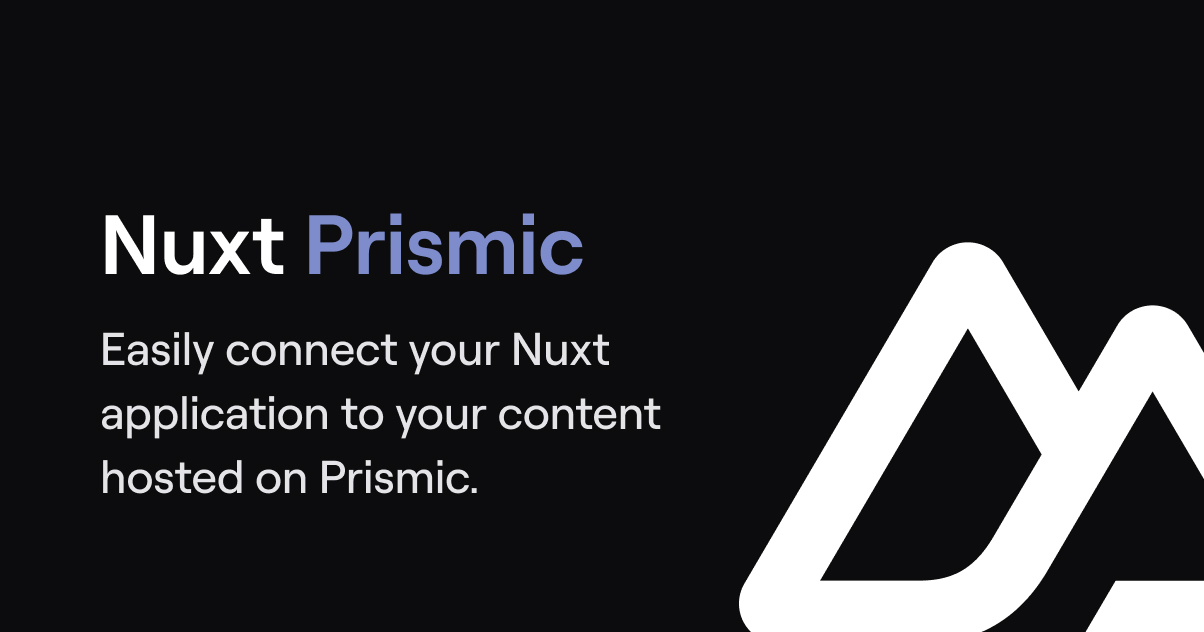 Nuxt Prismic
Easily connect your Nuxt
application to your content
hosted on Prismic.